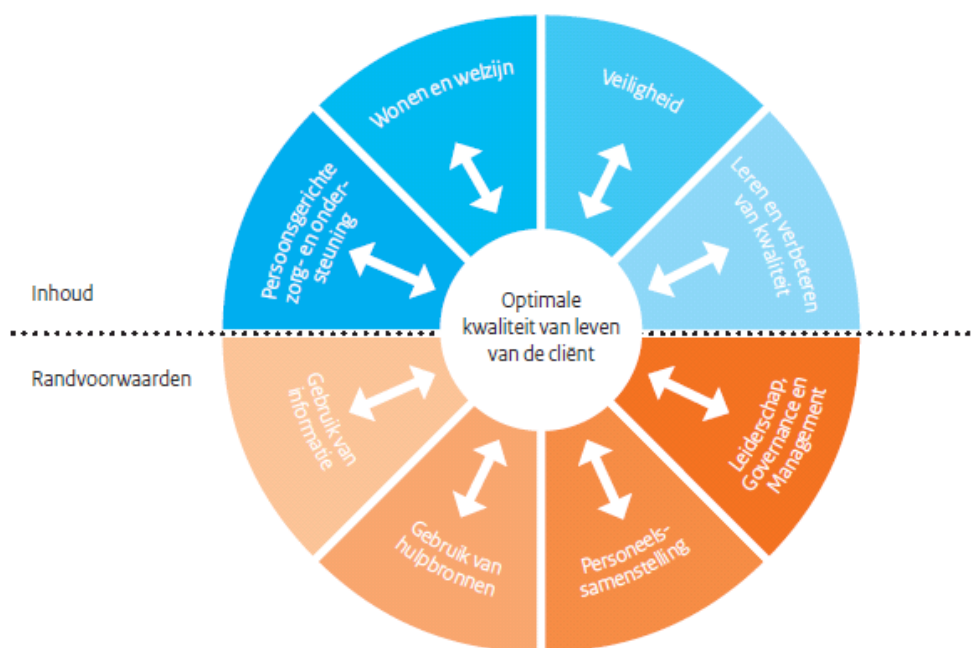 Wonen en welzijn
Veiligheid
Persoonsgerichte
zorg- en onder-
steuning
Leren en verbeteren
van kwaliteit
Inhoud
Optimale
kwaliteit van leven
van de cliënt
Randvoorwaarden
Gebruik van
informatie
Leiderschap,
Governance en
Management
Gebruik van
hulpbronnen
Personeels-
samenstelling